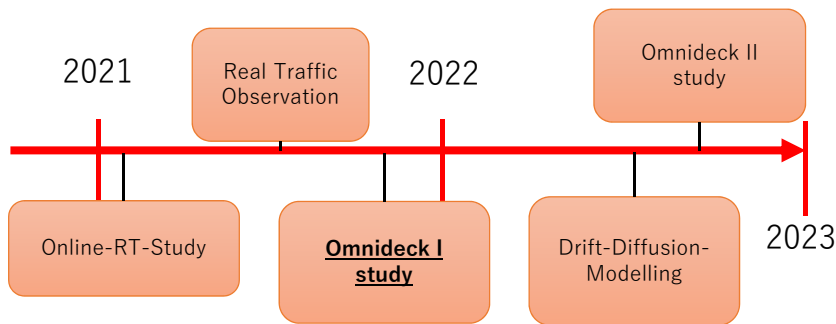 2021
Real Traffic
Observation
2022
Omnideck II
study
Online-RT-Study
Omnideck I
study
Drift-Diffusion-
Modelling
2023